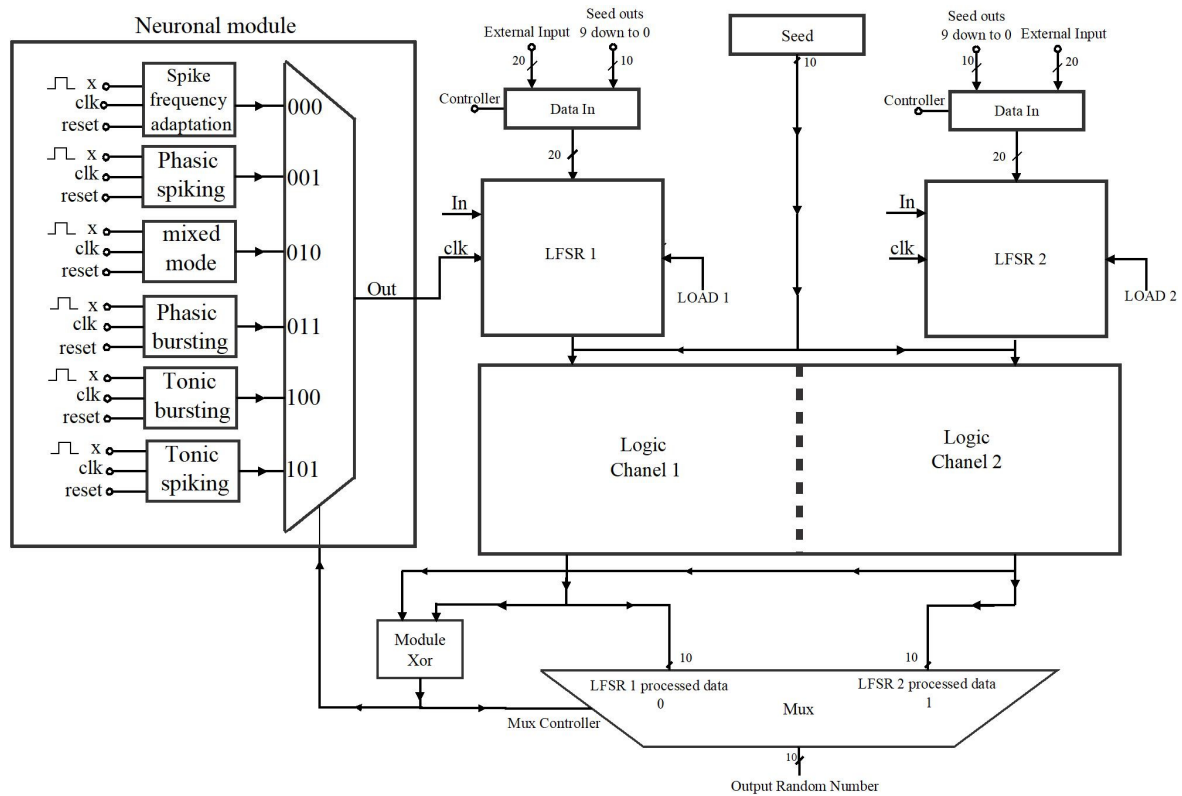 Neuronal module
x
clk
reset
Spike
frequency
adaptation
000
x
clk
reset
Phasic
spiking
001
x
clk
reset
mixed
mode
010
x
clk
reset
Phasic
bursting
011
x
clk
reset
Tonic
bursting
100
x
clk
reset
Tonic
spiking
101
Out
External Input
20
Seed outs
9 down to 0
10
Controller
Data In
20
In
clk
LFSR 1
LOAD 1
Seed
10
Seed outs
9 down to 0
10
External Input
20
Controller
Data In
20
In
clk
LFSR 2
LOAD 2
Logic
Chanel 1
Logic
Chanel 2
Module
Xor
10
10
LFSR 1 processed data
0
LFSR 2 processed data
1
Mux
Mux Controller
10
Output Random Number